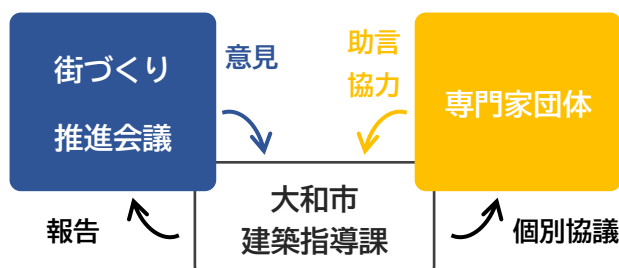 街づくり
推進会議
意見
助言
協力
専門家団体
大和市
建築指導課
報告
個別協議